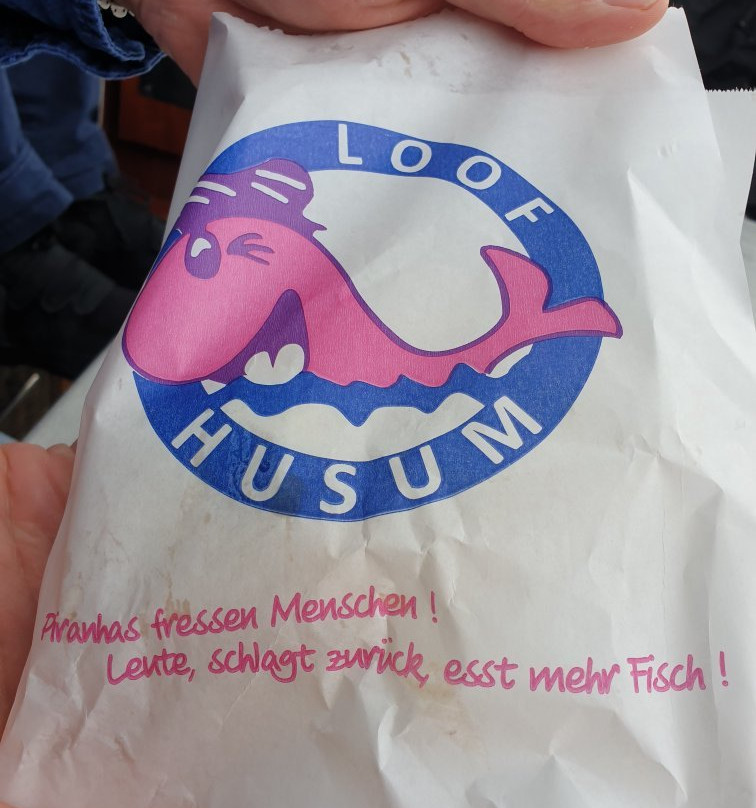 LOOF
HUSUM
Piranhas fressen Menschen !
Leute, schlagt zurück, esst mehr Fisch !